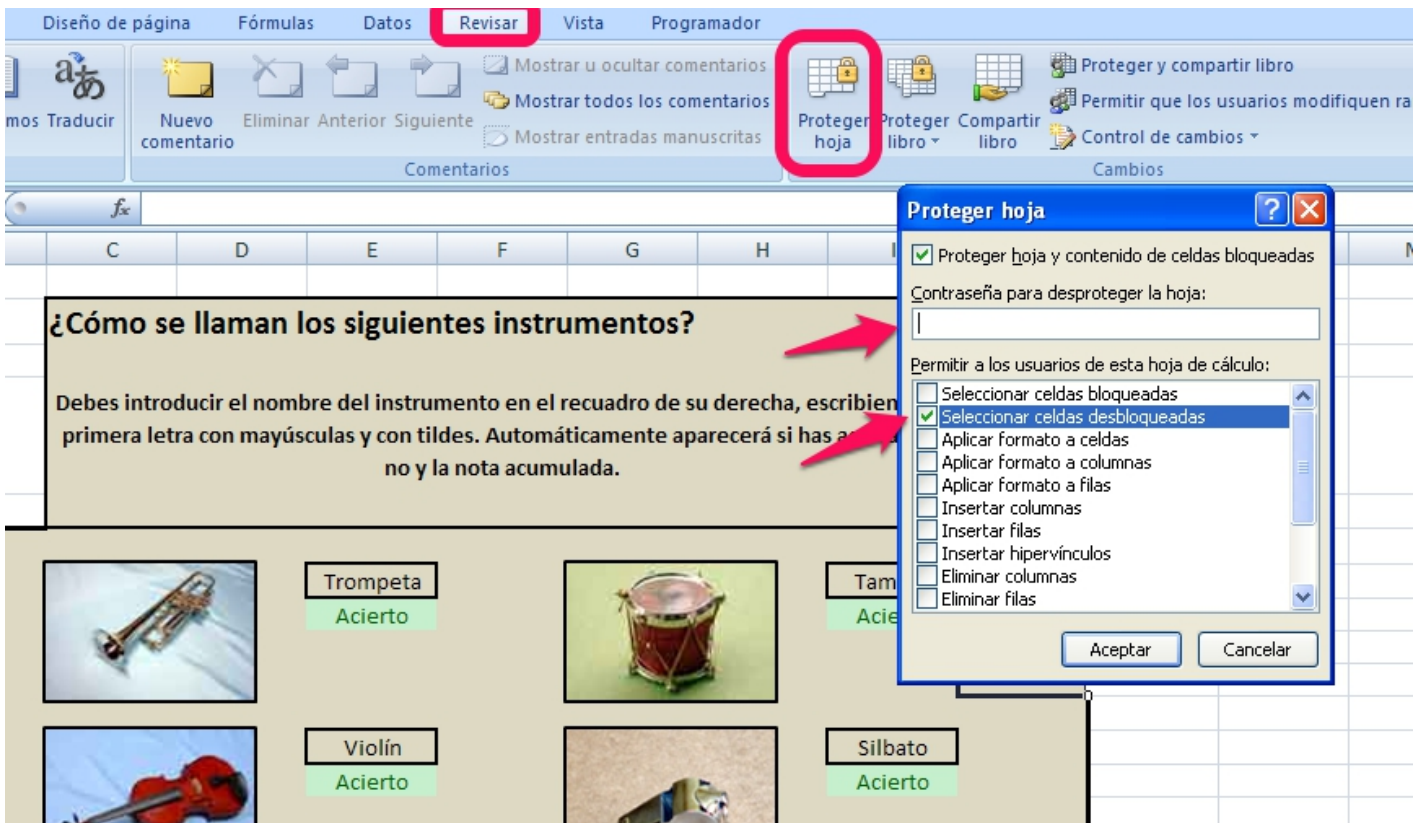 Diseño de página Fórmulas Datos Revisar Vista Programador
Mostrar u ocultar comentarios
Mostrar todos los comentarios
Mostrar entradas manuscritas
Traducir
Nuevo comentario
Eliminar Anterior Siguiente
Comentarios
Proteger hoja
Proteger libro
Compartir libro
Proteger y compartir libro
Permitir que los usuarios modifiquen ra
Control de cambios
Cambios
fx
C D E F G H
¿Cómo se llaman los siguientes instrumentos?
Debes introducir el nombre del instrumento en el recuadro de su derecha, escribien
primera letra con mayúsculas y con tildes. Automáticamente aparecerá si has
no y la nota acumulada.
Trompeta
Acierto
Tam
Acie
Violín
Acierto
Silbato
Acierto
Proteger hoja
Proteger hoja y contenido de celdas bloqueadas
Contraseña para desproteger la hoja:
Permitir a los usuarios de esta hoja de cálculo:
Seleccionar celdas bloqueadas
Seleccionar celdas desbloqueadas
Aplicar formato a celdas
Aplicar formato a columnas
Aplicar formato a filas
Insertar columnas
Insertar filas
Insertar hipervínculos
Eliminar columnas
Eliminar filas
Aceptar Cancelar